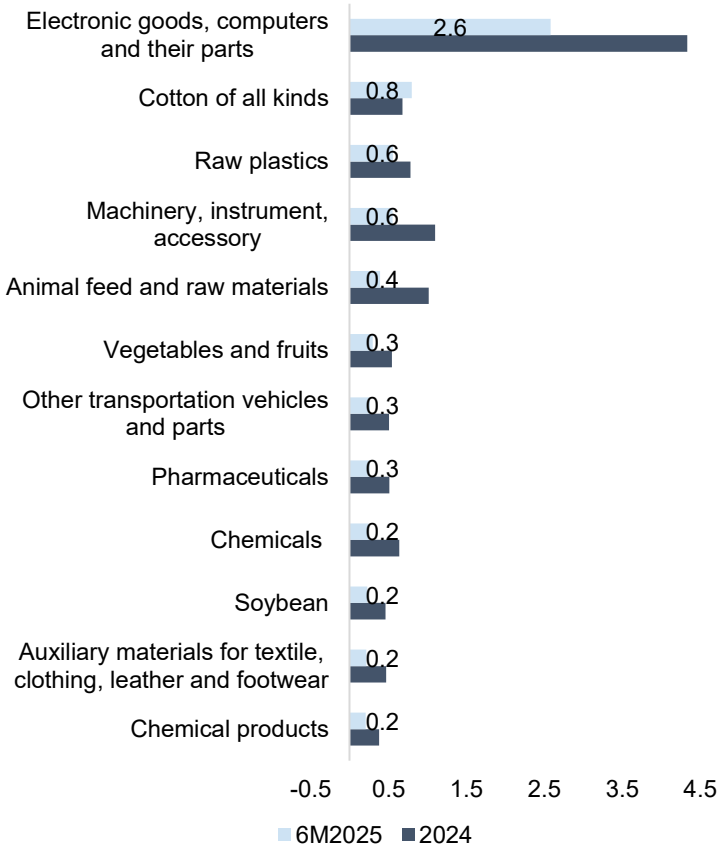 Electronic goods, computers
and their parts
2.6
Cotton of all kinds
0.8
Raw plastics
0.6
Machinery, instrument,
accessory
0.6
Animal feed and raw materials
0.4
Vegetables and fruits
0.3
Other transportation vehicles
and parts
0.3
Pharmaceuticals
0.3
Chemicals
0.2
Soybean
0.2
Auxiliary materials for textile,
clothing, leather and footwear
0.2
Chemical products
0.2
-0.5 0.5 1.5 2.5 3.5 4.5
6M2025 2024